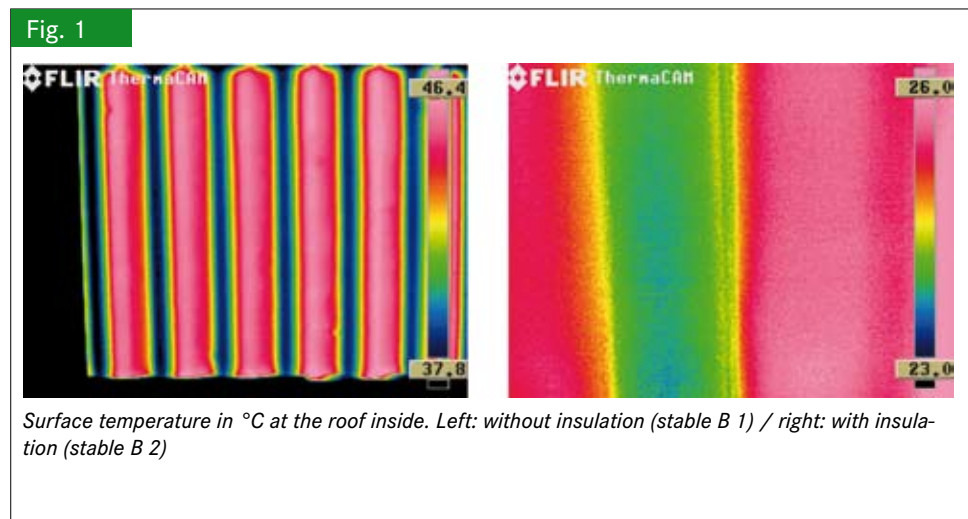 Fig. 1
FLIR ThermaCAM
46.4
37.8
FLIR ThermaCAM
26.0
23.0
Surface temperature in °C at the roof inside. Left: without insulation (stable B 1) / right: with insula-
tion (stable B 2)